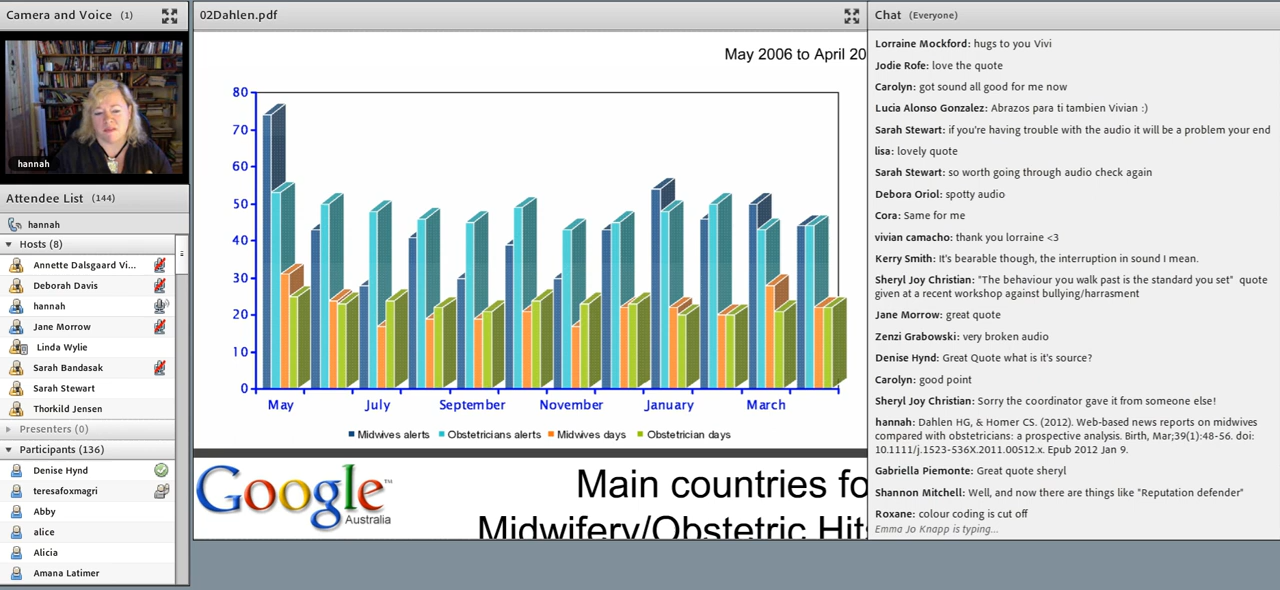 Camera and Voice (1)
hannah
Attendee List (144)
hannah
Hosts (8)
Annette Dalsgaard Vi...
Deborah Davis
hannah
Jane Morrow
Linda Wylie
Sarah Bandasak
Sarah Stewart
Thorkild Jensen
Presenters (0)
Participants (136)
Denise Hynd
teresafoxmagri
Abby
alice
Alicia
Amana Latimer
02Dahlen.pdf
May 2006 to April 20
80
70
60
50
40
30
20
10
0
May July September November January March
Midwives alerts Obstetricians alerts Midwives days Obstetrician days
Google™
Australia
Main countries fo
Midwifery/Obstetric Hits
Chat (Everyone)
Lorraine Mockford: hugs to you Vivi
Jodie Rofe: love the quote
Carolyn: got sound all good for me now
Lucia Alonso Gonzalez: Abrazos para ti tambien Vivian :)
Sarah Stewart: if you're having trouble with the audio it will be a problem your end
lisa: lovely quote
Sarah Stewart: so worth going through audio check again
Debora Oriol: spotty audio
Cora: Same for me
vivian camacho: thank you lorraine <3
Kerry Smith: It's bearable though, the interruption in sound I mean.
Sheryl Joy Christian: "The behaviour you walk past is the standard you set" quote
given at a recent workshop against bullying/harrasment
Jane Morrow: great quote
Zenzi Grabowski: very broken audio
Denise Hynd: Great Quote what is it's source?
Carolyn: good point
Sheryl Joy Christian: Sorry the coordinator gave it from someone else!
hannah: Dahlen HG, & Homer CS. (2012). Web-based news reports on midwives
compared with obstetricians: a prospective analysis. Birth, Mar;39(1):48-56. doi:
10.1111/j.1523-536X.2011.00512.x. Epub 2012 Jan 9.
Gabriella Piemonte: Great quote sheryl
Shannon Mitchell: Well, and now there are things like "Reputation defender"
Roxane: colour coding is cut off
Emma Jo Knapp is typing...